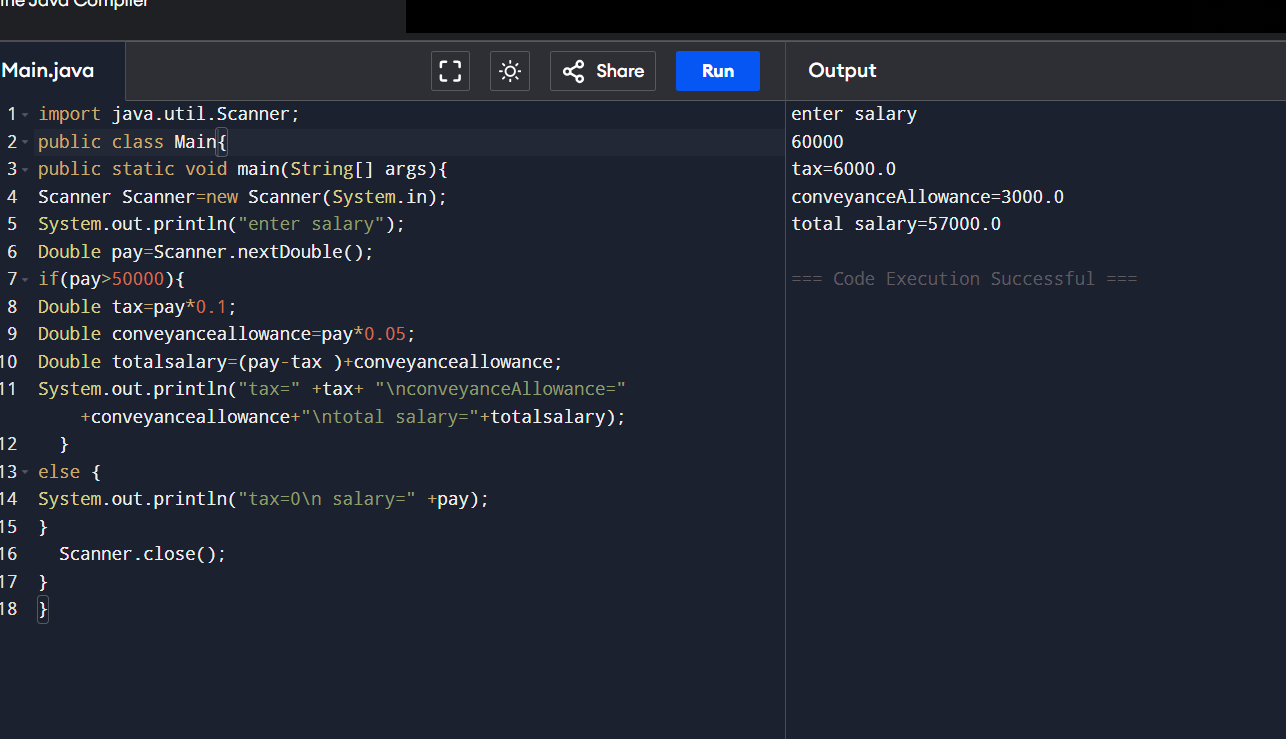 the Java Compiler
Main.java
Share
Run
Output
1 import java.util.Scanner;
2 public class Main{
3 public static void main(String[] args){
4 Scanner Scanner=new Scanner(System.in);
5 System.out.println("enter salary");
6 Double pay=Scanner.nextDouble();
7 if(pay>50000){
8 Double tax=pay*0.1;
9 Double conveyanceallowance=pay*0.05;
10 Double totalsalary=(pay-tax )+conveyanceallowance;
11 System.out.println("tax=" +tax+ "\nconveyanceAllowance="
+conveyanceallowance+"\ntotal salary="+totalsalary);
12 }
13 else {
14 System.out.println("tax=0\n salary=" +pay);
15 }
16 Scanner.close();
17 }
18 }
enter salary
60000
tax=6000.0
conveyanceAllowance=3000.0
total salary=57000.0
=== Code Execution Successful ===